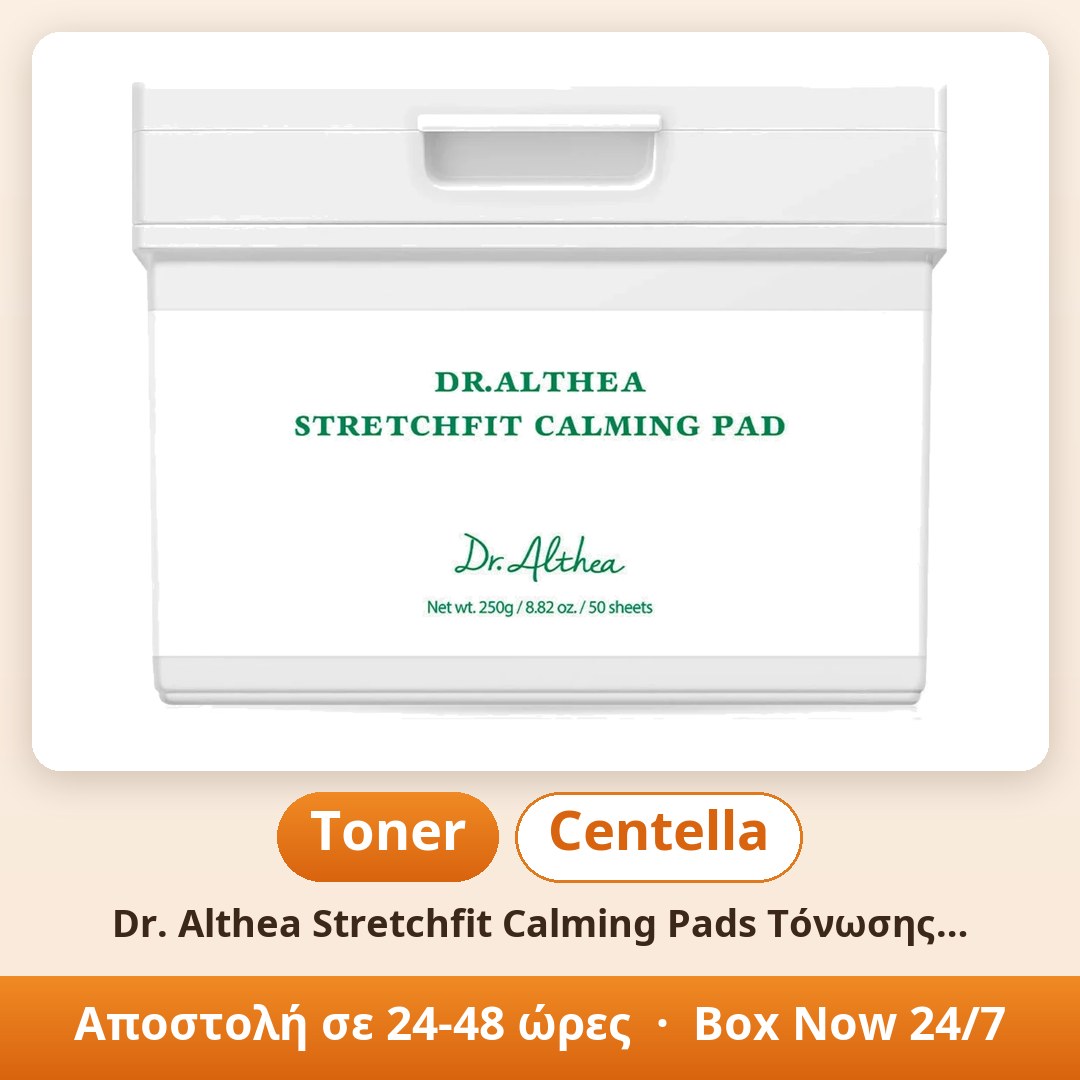 DR.ALTHEA
STRETCHFIT CALMING PAD
Dr. Althea
Net wt. 250g / 8.82 oz. / 50 sheets
Toner
Centella
Dr. Althea Stretchfit Calming Pads Τόνωσης...
Αποστολή σε 24-48 ώρες · Box Now 24/7